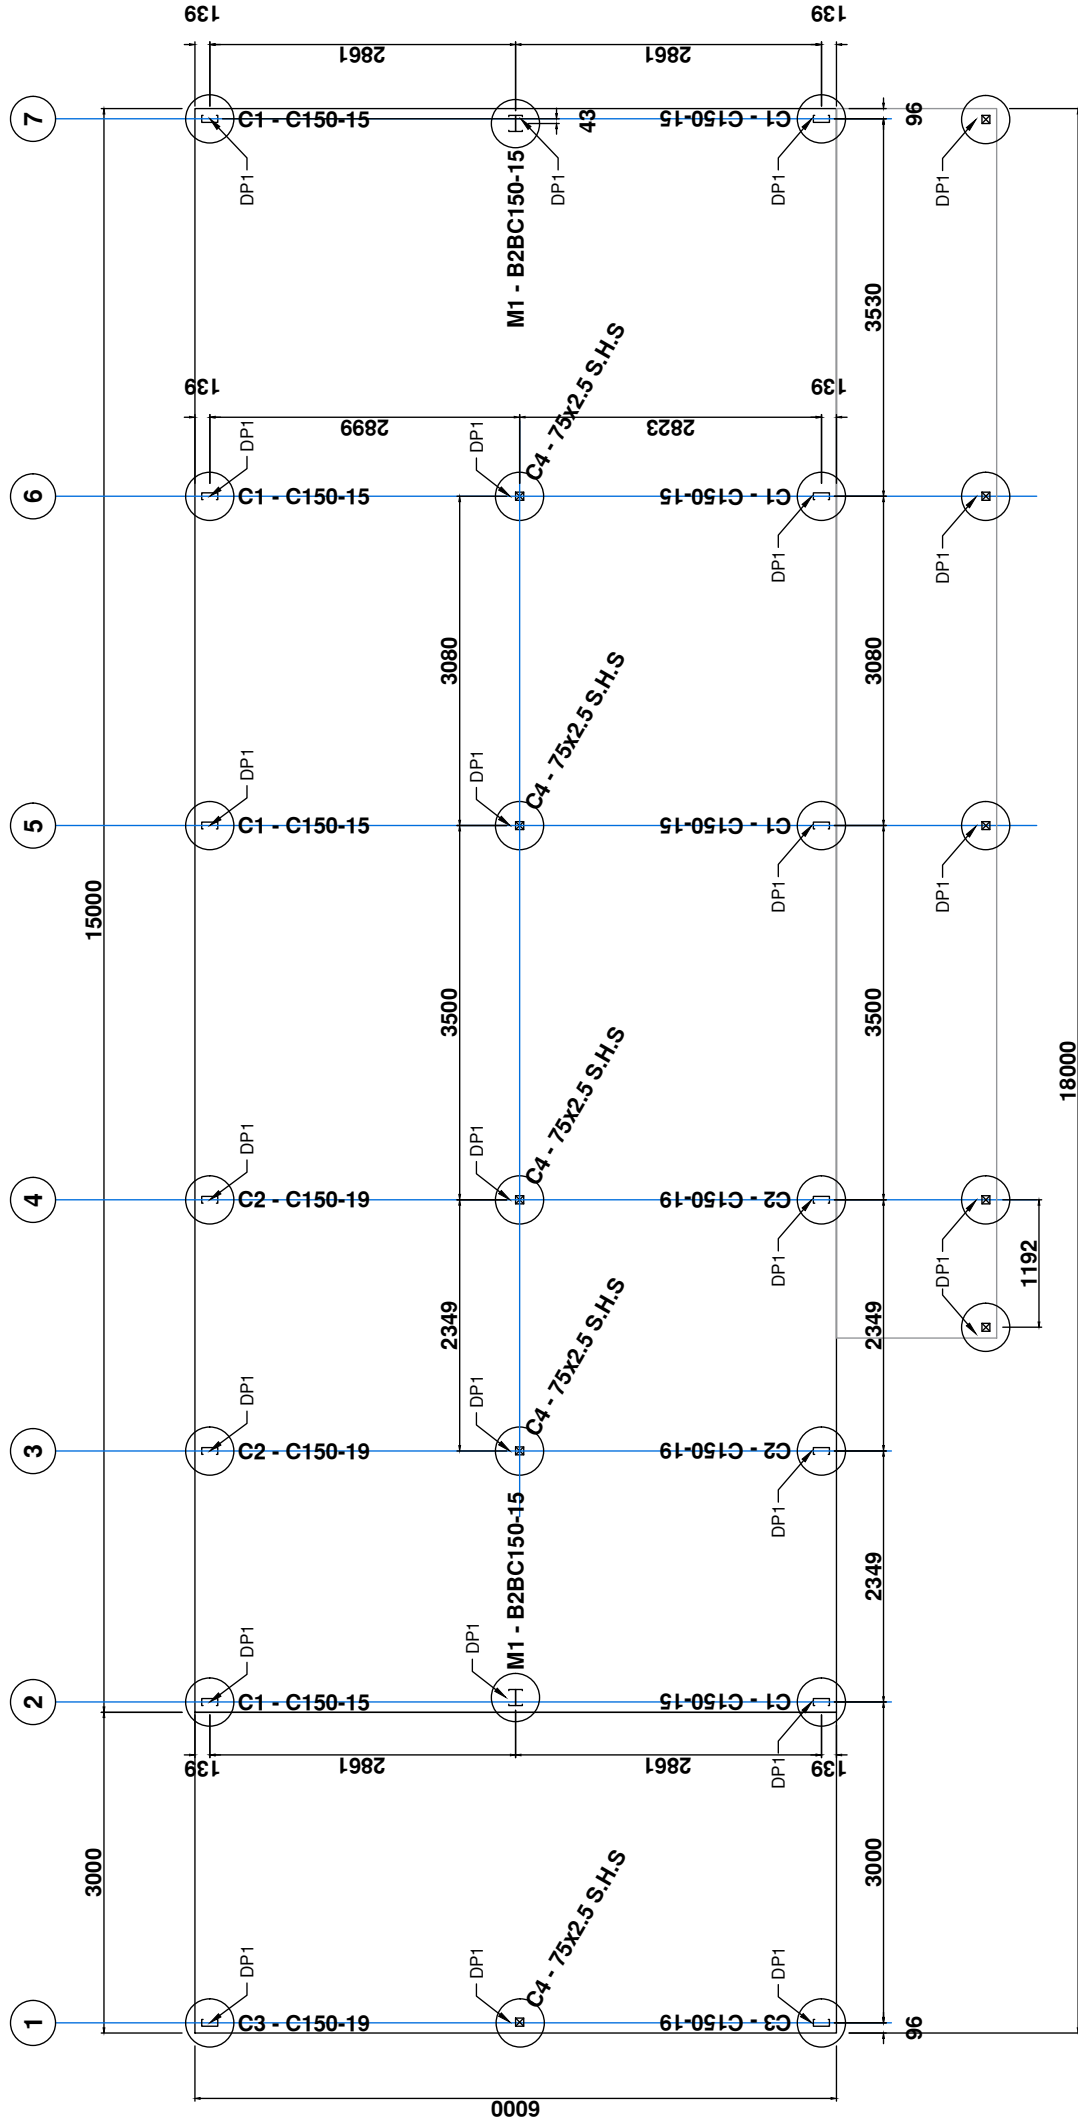 7
6
5
4
3
2
1
139
2861
2861
139
15000
3000
C1 - C150-15
DP1
M1 - B2BC150-15
DP1
43
C1 - C150-15
DP1
96
DP1
3530
139
2899
2823
139
C1 - C150-15
DP1
C4 - 75x2.5 S.H.S
DP1
C1 - C150-15
DP1
DP1
3080
3080
C1 - C150-15
DP1
C4 - 75x2.5 S.H.S
DP1
C1 - C150-15
DP1
DP1
3500
3500
18000
C2 - C150-19
DP1
C4 - 75x2.5 S.H.S
DP1
C2 - C150-19
DP1
DP1
1192
2349
2349
C2 - C150-19
DP1
C4 - 75x2.5 S.H.S
DP1
C2 - C150-19
DP1
2349
C1 - C150-15
DP1
M1 - B2BC150-15
DP1
C1 - C150-15
DP1
139
2861
2861
139
3000
C3 - C150-19
DP1
C4 - 75x2.5 S.H.S
DP1
C3 - C150-19
DP1
96
6000